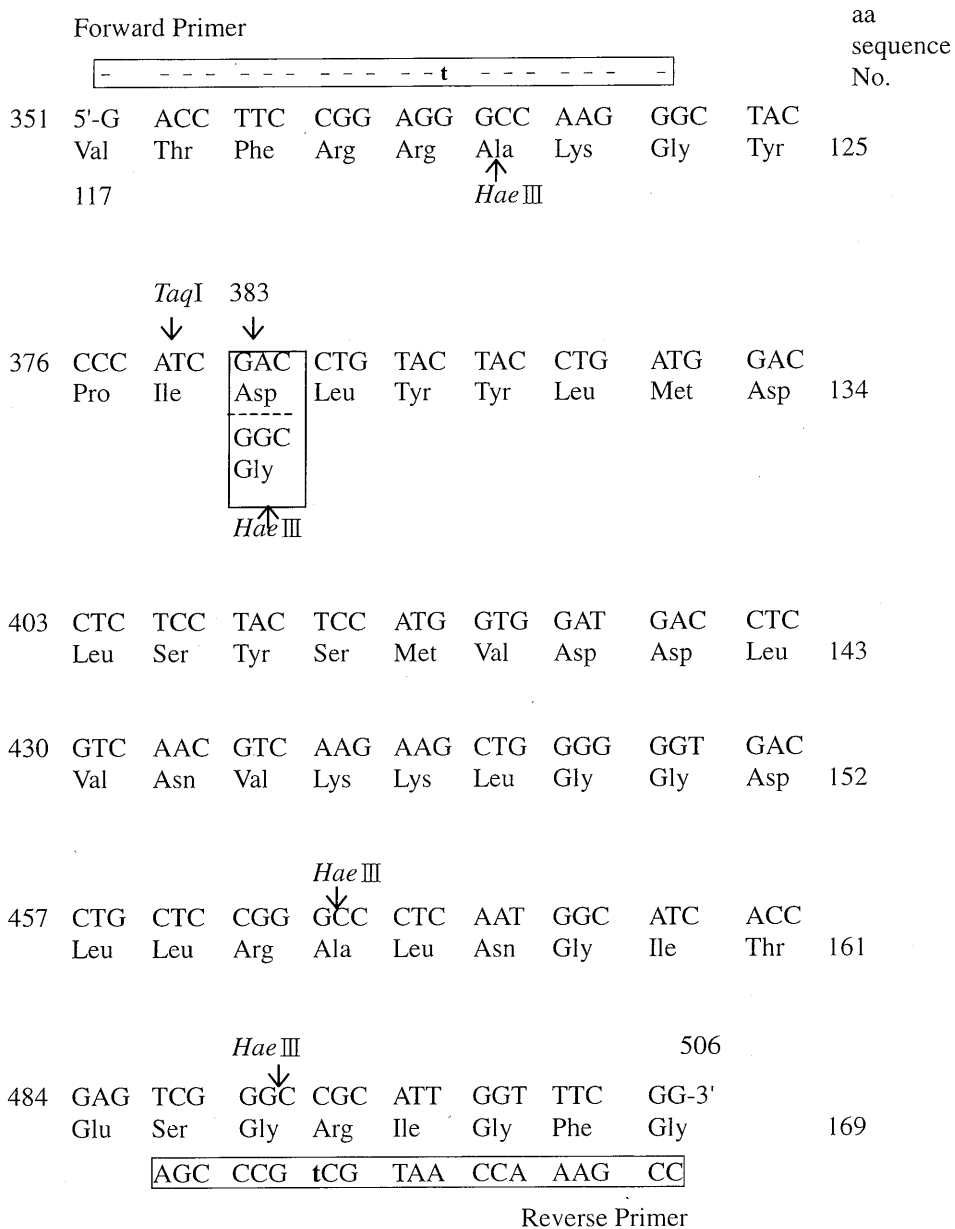 aa
Forward Primer
sequence
- - - - - - - - - - - - t - - - - - - -
No.
351 5'-G ACC TTC CGG AGG GCC AAG GGC TAC
Val Thr Phe Arg Arg Ala Lys Gly Tyr 125
117 HaeⅢ
TaqI 383
376 CCC ATC GAC CTG TAC TAC CTG ATG GAC
Pro Ile Asp Leu Tyr Tyr Leu Met Asp 134
GGC
Gly
HaeⅢ
403 CTC TCC TAC TCC ATG GTG GAT GAC CTC
Leu Ser Tyr Ser Met Val Asp Asp Leu 143
430 GTC AAC GTC AAG AAG CTG GGG GGT GAC
Val Asn Val Lys Lys Leu Gly Gly Asp 152
HaeⅢ
457 CTG CTC CGG GCC CTC AAT GGC ATC ACC
Leu Leu Arg Ala Leu Asn Gly Ile Thr 161
HaeⅢ 506
484 GAG TCG GGC CGC ATT GGT TTC GG-3'
Glu Ser Gly Arg Ile Gly Phe Gly 169
AGC CCG tCG TAA CCA AAG CC
Reverse Primer